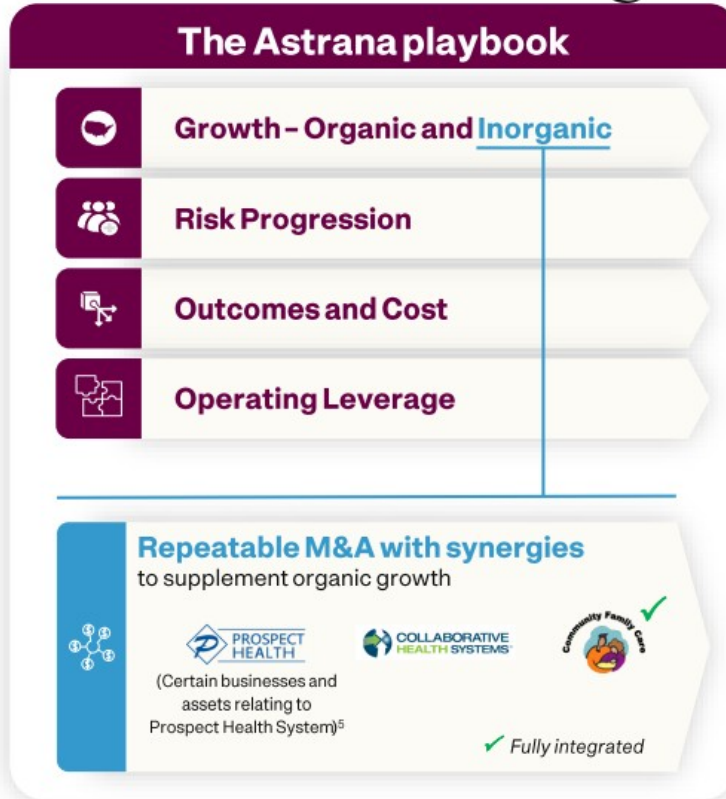 The Astrana playbook
Growth – Organic and Inorganic
Risk Progression
Outcomes and Cost
Operating Leverage
Repeatable M&A with synergies
to supplement organic growth
PROSPECT
HEALTH
(Certain businesses and
assets relating to
Prospect Health System)⁵
COLLABORATIVE
HEALTH SYSTEMS
Community Family Care
✓ Fully integrated